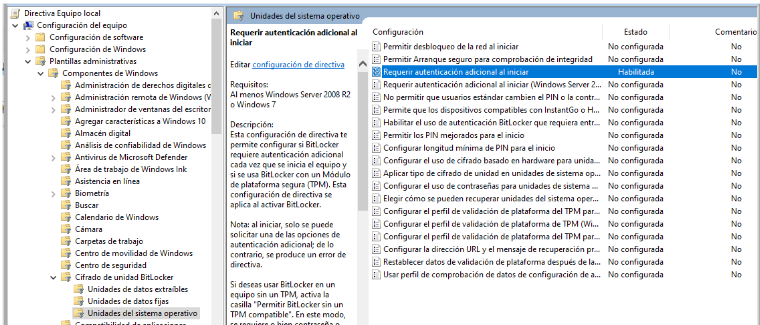 Directiva Equipo local
Configuración del equipo
Configuración de software
Configuración de Windows
Plantillas administrativas
Componentes de Windows
Administración de derechos digitales d
Administración remota de Windows (V
Administrador de ventanas del escritor
Agregar características a Windows 10
Almacén digital
Análisis de confiabilidad de Windows
Antivirus de Microsoft Defender
Área de trabajo de Windows Ink
Asistencia en línea
Biometría
Buscar
Calendario de Windows
Cámara
Carpetas de trabajo
Centro de movilidad de Windows
Centro de seguridad
Cifrado de unidad BitLocker
Unidades de datos extraíbles
Unidades de datos fijas
Unidades del sistema operativo
Compatibilidad de aplicaciones
Unidades del sistema operativo
Requerir autenticación adicional al
iniciar
Editar configuración de directiva
Requisitos:
Al menos Windows Server 2008 R2
o Windows 7
Descripción:
Esta configuración de directiva te
permite configurar si BitLocker
requiere autenticación adicional
cada vez que se inicia el equipo y
si se usa BitLocker con un Módulo
de plataforma segura (TPM). Esta
configuración de directiva se
aplica al activar BitLocker.
Nota: al iniciar, solo se puede
solicitar una de las opciones de
autenticación adicional; de lo
contrario, se produce un error de
directiva.
Si deseas usar BitLocker en un
equipo sin un TPM, activa la
casilla "Permitir BitLocker sin un
TPM compatible". En este modo,
se requiere o bien contraseña o
Configuración Estado Comentario
Permitir desbloqueo de la red al iniciar No configurada No
Permitir Arranque seguro para comprobación de integridad No configurada No
Requerir autenticación adicional al iniciar Habilitada No
Requerir autenticación adicional al iniciar (Windows Server 2... No configurada No
No permitir que usuarios estándar cambien el PIN o la contr... No configurada No
Permite que los dispositivos compatibles con InstantGo o H... No configurada No
Habilitar el uso de autenticación BitLocker que requiera entr... No configurada No
Permitir los PIN mejorados para el inicio No configurada No
Configurar longitud mínima de PIN para el inicio No configurada No
Configurar el uso de cifrado basado en hardware para unida... No configurada No
Aplicar tipo de cifrado de unidad en unidades de sistema op... No configurada No
Configurar el uso de contraseñas para unidades de sistema ... No configurada No
Elegir cómo se pueden recuperar unidades del sistema oper... No configurada No
Configurar el perfil de validación de plataforma del TPM par... No configurada No
Configurar el perfil de validación de plataforma de TPM (Wi... No configurada No
Configurar el perfil de validación de plataforma del TPM par... No configurada No
Configurar la dirección URL y el mensaje de recuperación pr... No configurada No
Restablecer datos de validación de plataforma después de la... No configurada No
Usar perfil de comprobación de datos de configuración de a... No configurada No